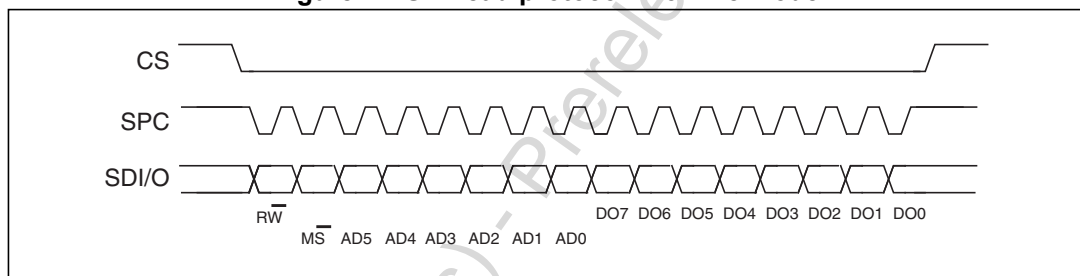 CS
SPC
SDI/O
RW
DO7 DO6 DO5 DO4 DO3 DO2 DO1 DO0
MS AD5 AD4 AD3 AD2 AD1 AD0
) - Prerele